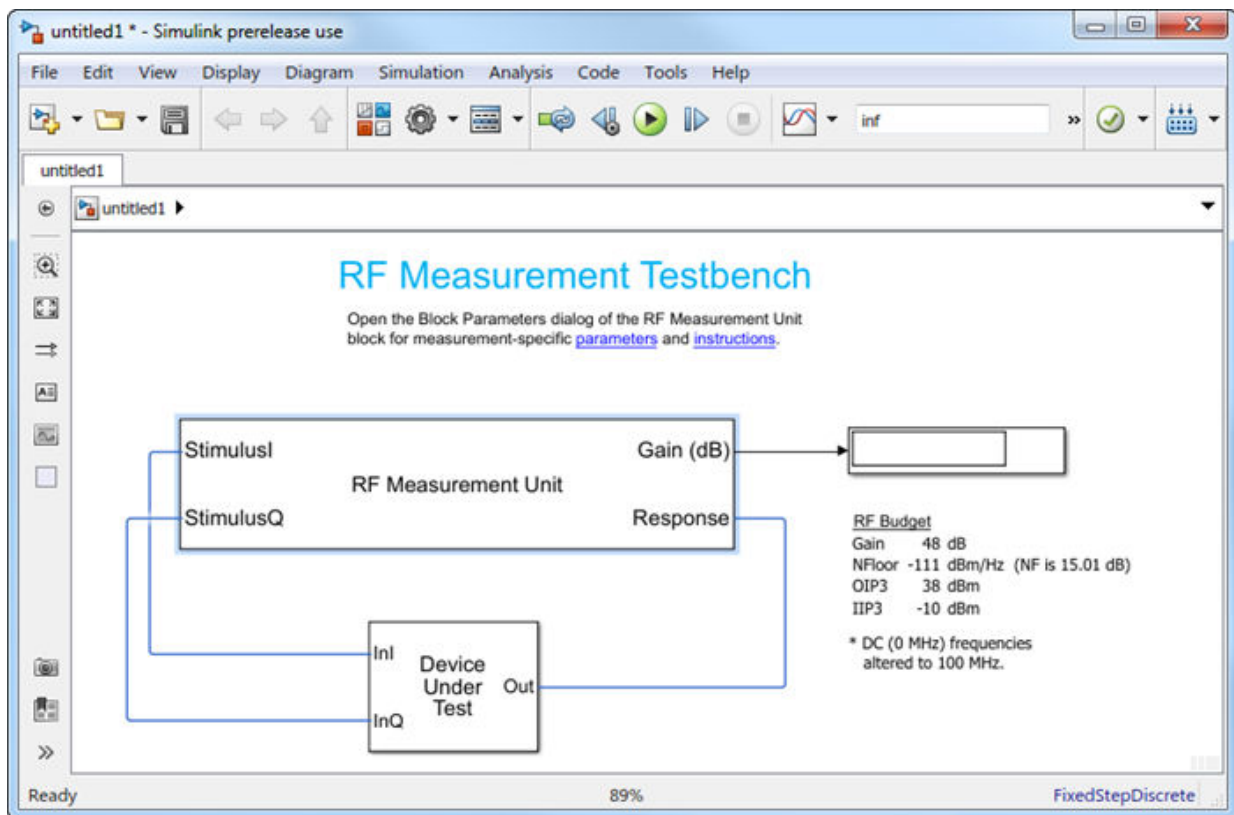 untitled1 * - Simulink prerelease use
File Edit View Display Diagram Simulation Analysis Code Tools Help
inf
»
untitled1
untitled1
RF Measurement Testbench
Open the Block Parameters dialog of the RF Measurement Unit
block for measurement-specific parameters and instructions.
StimulusI
Gain (dB)
RF Measurement Unit
StimulusQ
Response
RF Budget
Gain 48 dB
NFloor -111 dBm/Hz (NF is 15.01 dB)
OIP3 38 dBm
IIP3 -10 dBm
* DC (0 MHz) frequencies
altered to 100 MHz.
InI
Device
Under
Test
Out
InQ
»
Ready
89%
FixedStepDiscrete